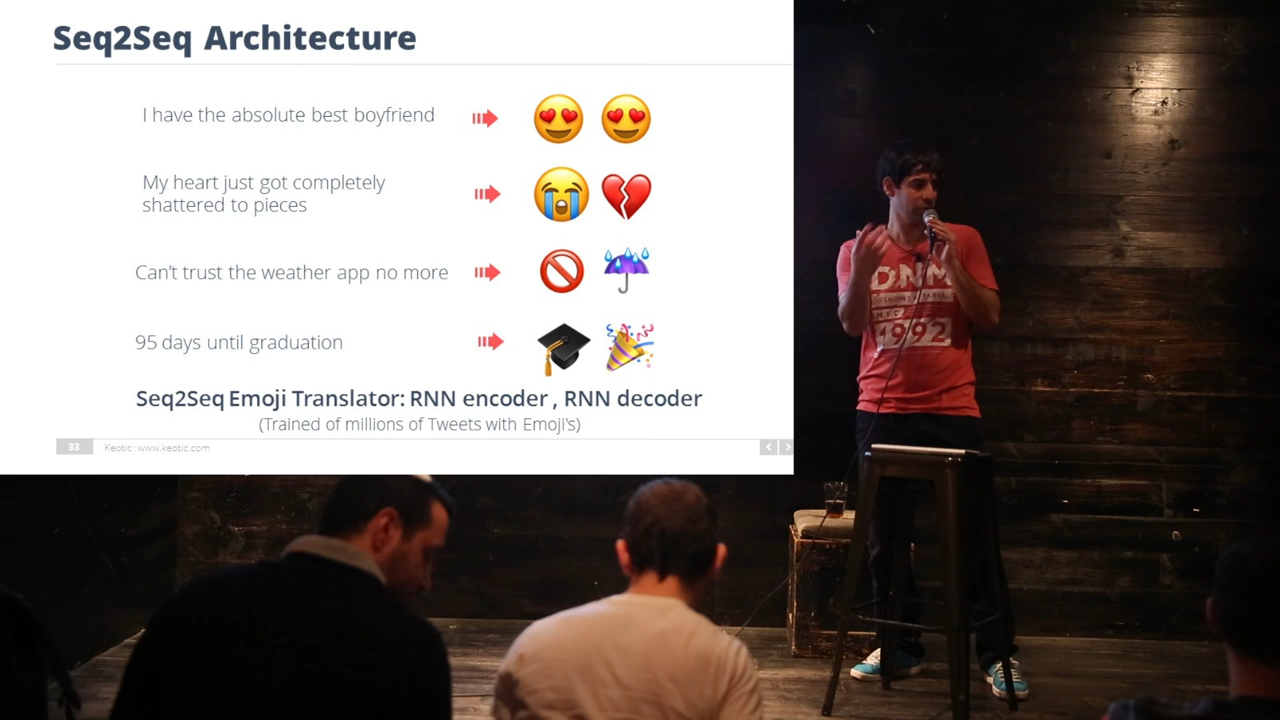 Seq2Seq Architecture
I have the absolute best boyfriend
My heart just got completely
shattered to pieces
Can't trust the weather app no more
95 days until graduation
Seq2Seq Emoji Translator: RNN encoder , RNN decoder
(Trained of millions of Tweets with Emoji's)
33 Keotic : www.keotic.com
DNM
NYC
1992